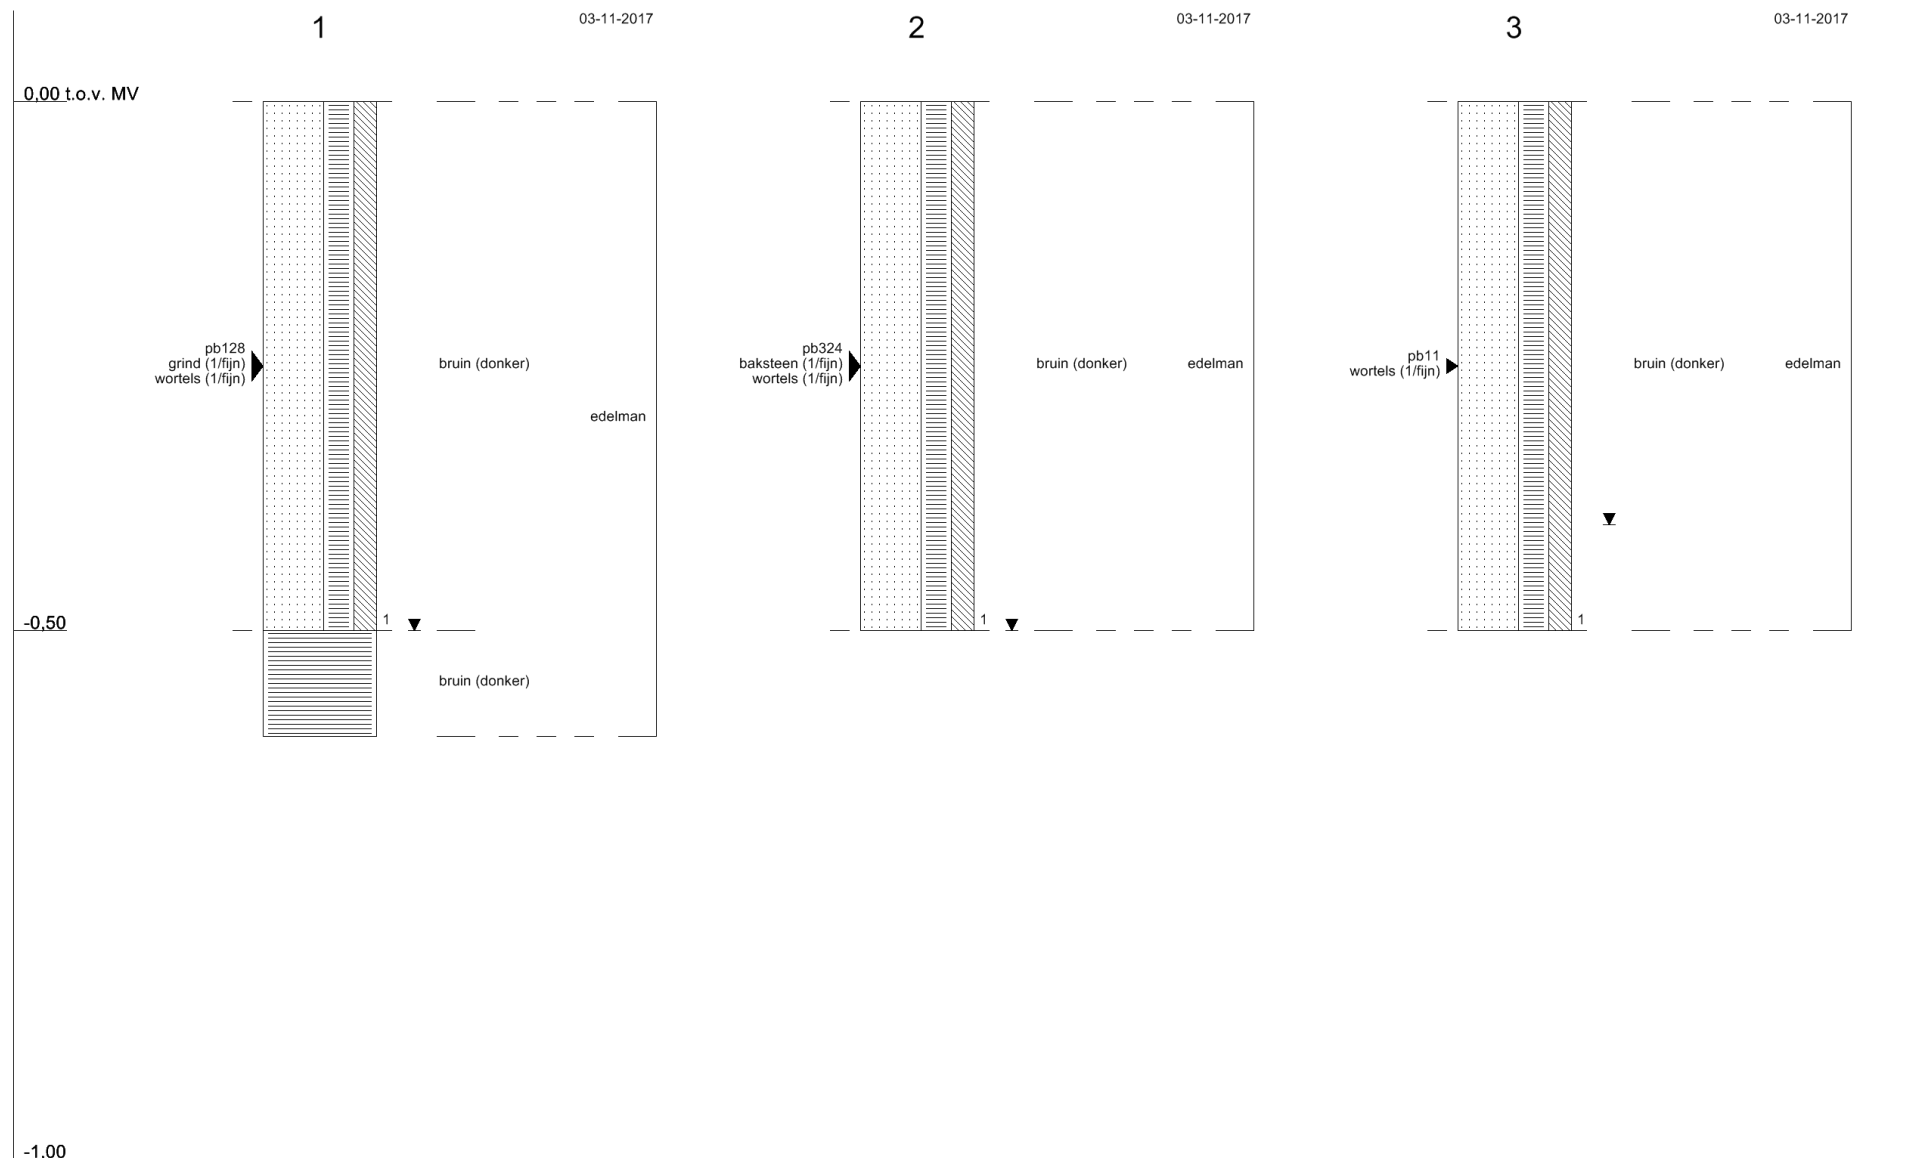 1
03-11-2017
2
03-11-2017
3
03-11-2017
0,00 t.o.v. MV
pb128
grind (1/fijn)
wortels (1/fijn)
bruin (donker)
edelman
pb324
baksteen (1/fijn)
wortels (1/fijn)
bruin (donker)
edelman
pb11
wortels (1/fijn)
bruin (donker)
edelman
-0,50
1
1
1
bruin (donker)
-1,00